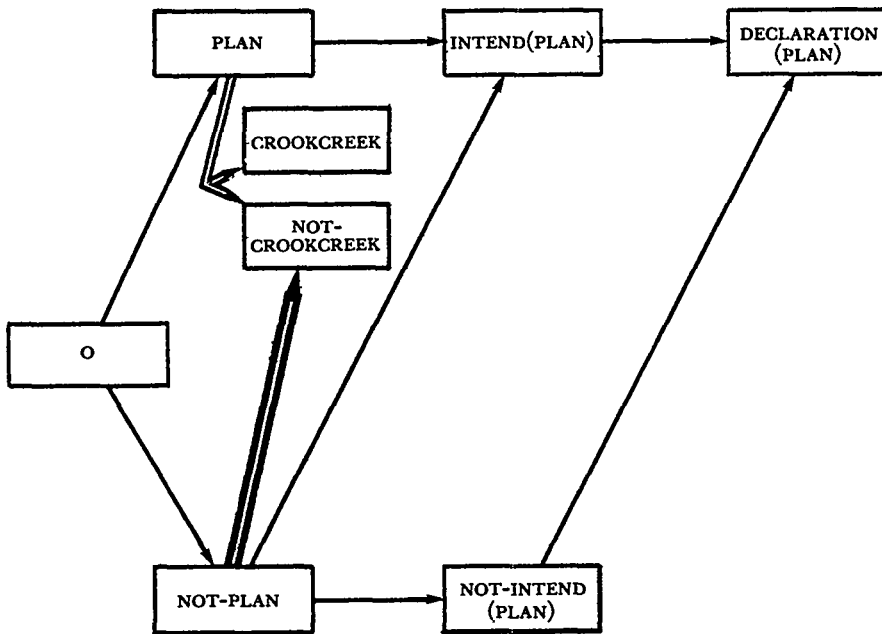 PLAN
INTEND(PLAN)
DECLARATION
(PLAN)
CROOKCREEK
NOT-
CROOKCREEK
O
NOT-PLAN
NOT-INTEND
(PLAN)